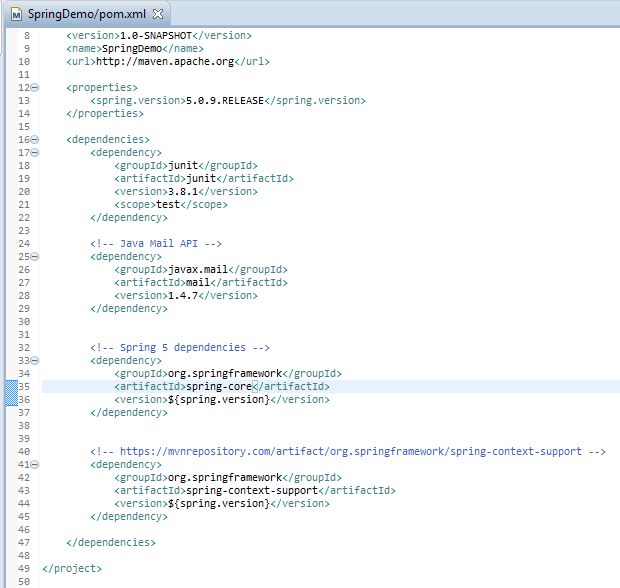 SpringDemo/pom.xml
8 <version>1.0-SNAPSHOT</version>
9 <name>SpringDemo</name>
10 <url>http://maven.apache.org</url>
11
12 <properties>
13 <spring.version>5.0.9.RELEASE</spring.version>
14 </properties>
15
16 <dependencies>
17 <dependency>
18 <groupId>junit</groupId>
19 <artifactId>junit</artifactId>
20 <version>3.8.1</version>
21 <scope>test</scope>
22 </dependency>
23
24 <!-- Java Mail API -->
25 <dependency>
26 <groupId>javax.mail</groupId>
27 <artifactId>mail</artifactId>
28 <version>1.4.7</version>
29 </dependency>
30
31
32 <!-- Spring 5 dependencies -->
33 <dependency>
34 <groupId>org.springframework</groupId>
35 <artifactId>spring-core</artifactId>
36 <version>${spring.version}</version>
37 </dependency>
38
39
40 <!-- https://mvnrepository.com/artifact/org.springframework/spring-context-support -->
41 <dependency>
42 <groupId>org.springframework</groupId>
43 <artifactId>spring-context-support</artifactId>
44 <version>${spring.version}</version>
45 </dependency>
46
47 </dependencies>
48
49 </project>
50